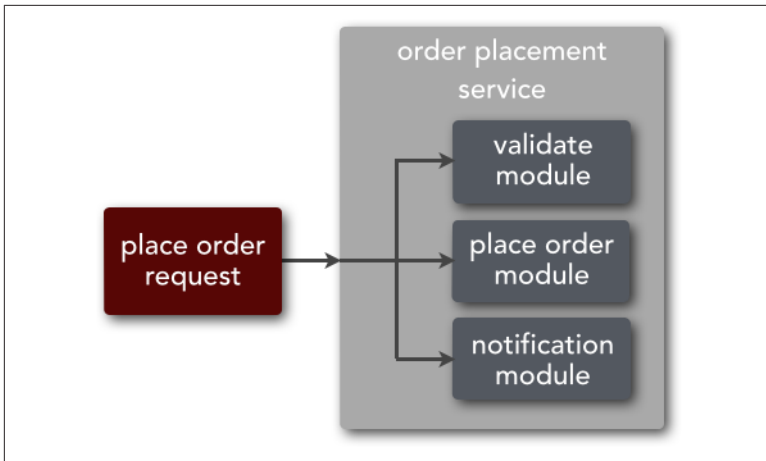 order placement
service
validate
module
place order
request
place order
module
notification
module